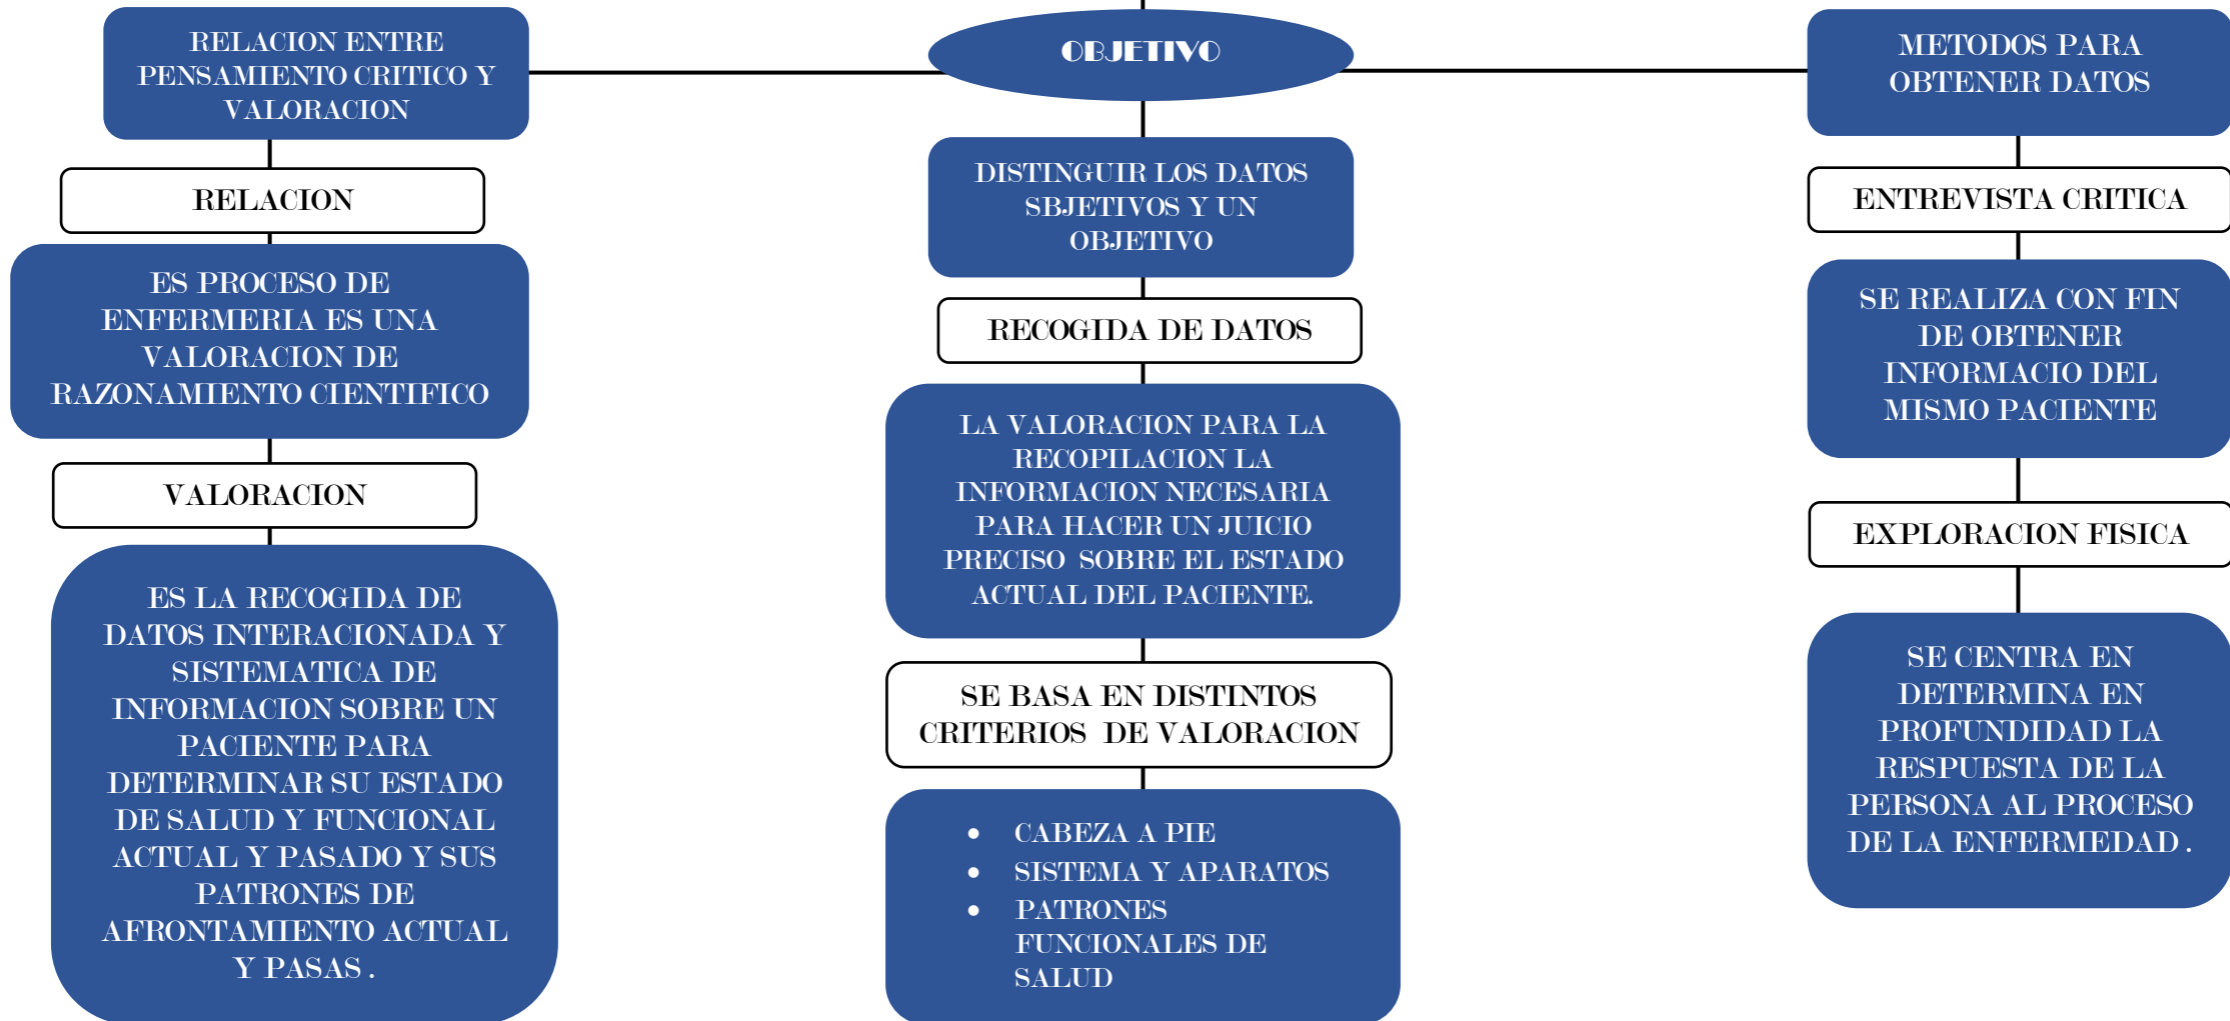 RELACION ENTRE
PENSAMIENTO CRITICO Y
VALORACION
RELACION
ES PROCESO DE
ENFERMERIA ES UNA
VALORACION DE
RAZONAMIENTO CIENTIFICO
VALORACION
ES LA RECOGIDA DE
DATOS INTERACIONADA Y
SISTEMATICA DE
INFORMACION SOBRE UN
PACIENTE PARA
DETERMINAR SU ESTADO
DE SALUD Y FUNCIONAL
ACTUAL Y PASADO Y SUS
PATRONES DE
AFRONTAMIENTO ACTUAL
Y PASAS .
OBJETIVO
DISTINGUIR LOS DATOS
SBJETIVOS Y UN
OBJETIVO
RECOGIDA DE DATOS
LA VALORACION PARA LA
RECOPILACION LA
INFORMACION NECESARIA
PARA HACER UN JUICIO
PRECISO SOBRE EL ESTADO
ACTUAL DEL PACIENTE.
SE BASA EN DISTINTOS
CRITERIOS DE VALORACION
• CABEZA A PIE
• SISTEMA Y APARATOS
• PATRONES
FUNCIONALES DE
SALUD
METODOS PARA
OBTENER DATOS
ENTREVISTA CRITICA
SE REALIZA CON FIN
DE OBTENER
INFORMACIO DEL
MISMO PACIENTE
EXPLORACION FISICA
SE CENTRA EN
DETERMINA EN
PROFUNDIDAD LA
RESPUESTA DE LA
PERSONA AL PROCESO
DE LA ENFERMEDAD .